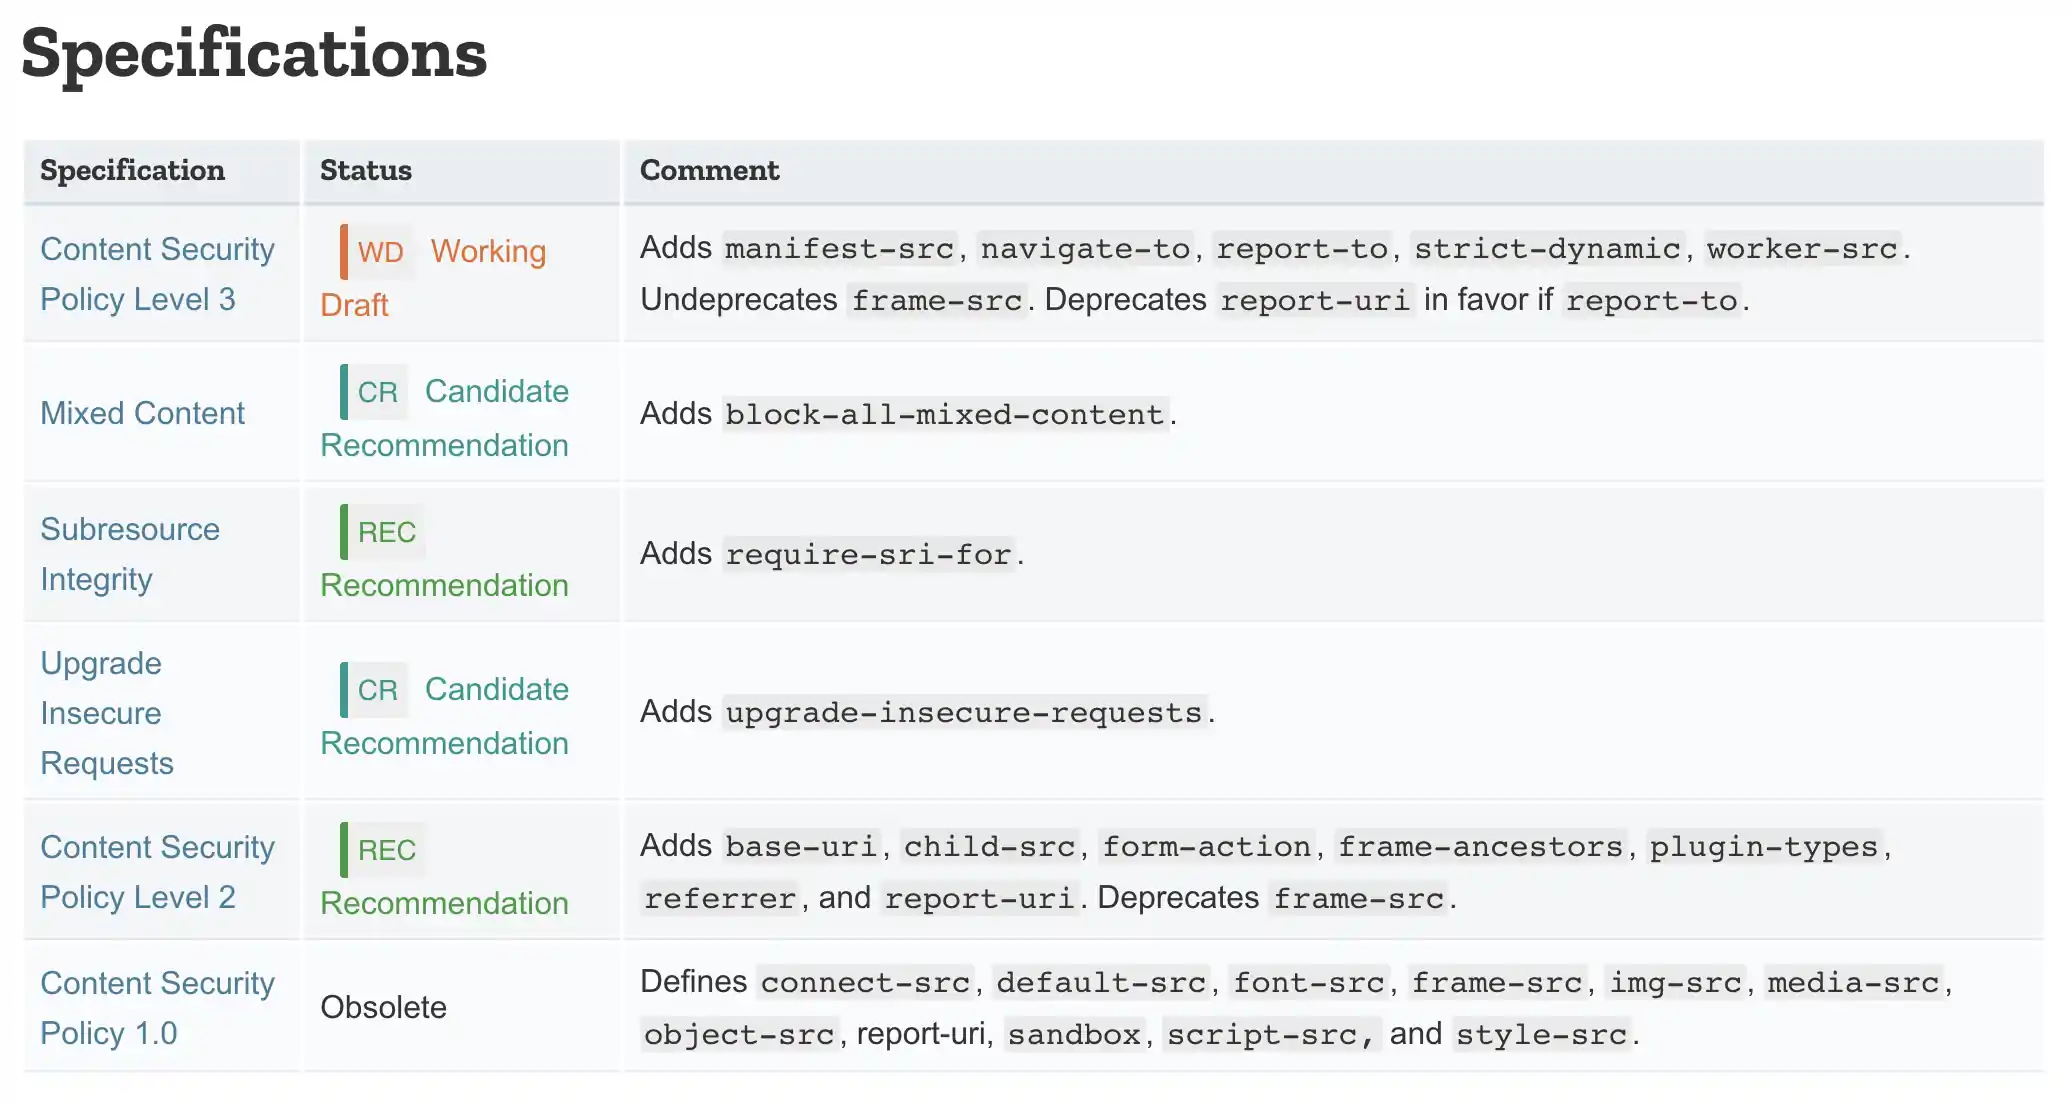 Specifications
Specification Status Comment
Content Security Policy Level 3
WD Working Draft
Adds manifest-src, navigate-to, report-to, strict-dynamic, worker-src.
Undeprecates frame-src. Deprecates report-uri in favor if report-to.
Mixed Content
CR Candidate Recommendation
Adds block-all-mixed-content.
Subresource Integrity
REC Recommendation
Adds require-sri-for.
Upgrade Insecure Requests
CR Candidate Recommendation
Adds upgrade-insecure-requests.
Content Security Policy Level 2
REC Recommendation
Adds base-uri, child-src, form-action, frame-ancestors, plugin-types,
referrer, and report-uri. Deprecates frame-src.
Content Security Policy 1.0
Obsolete
Defines connect-src, default-src, font-src, frame-src, img-src, media-src,
object-src, report-uri, sandbox, script-src, and style-src.